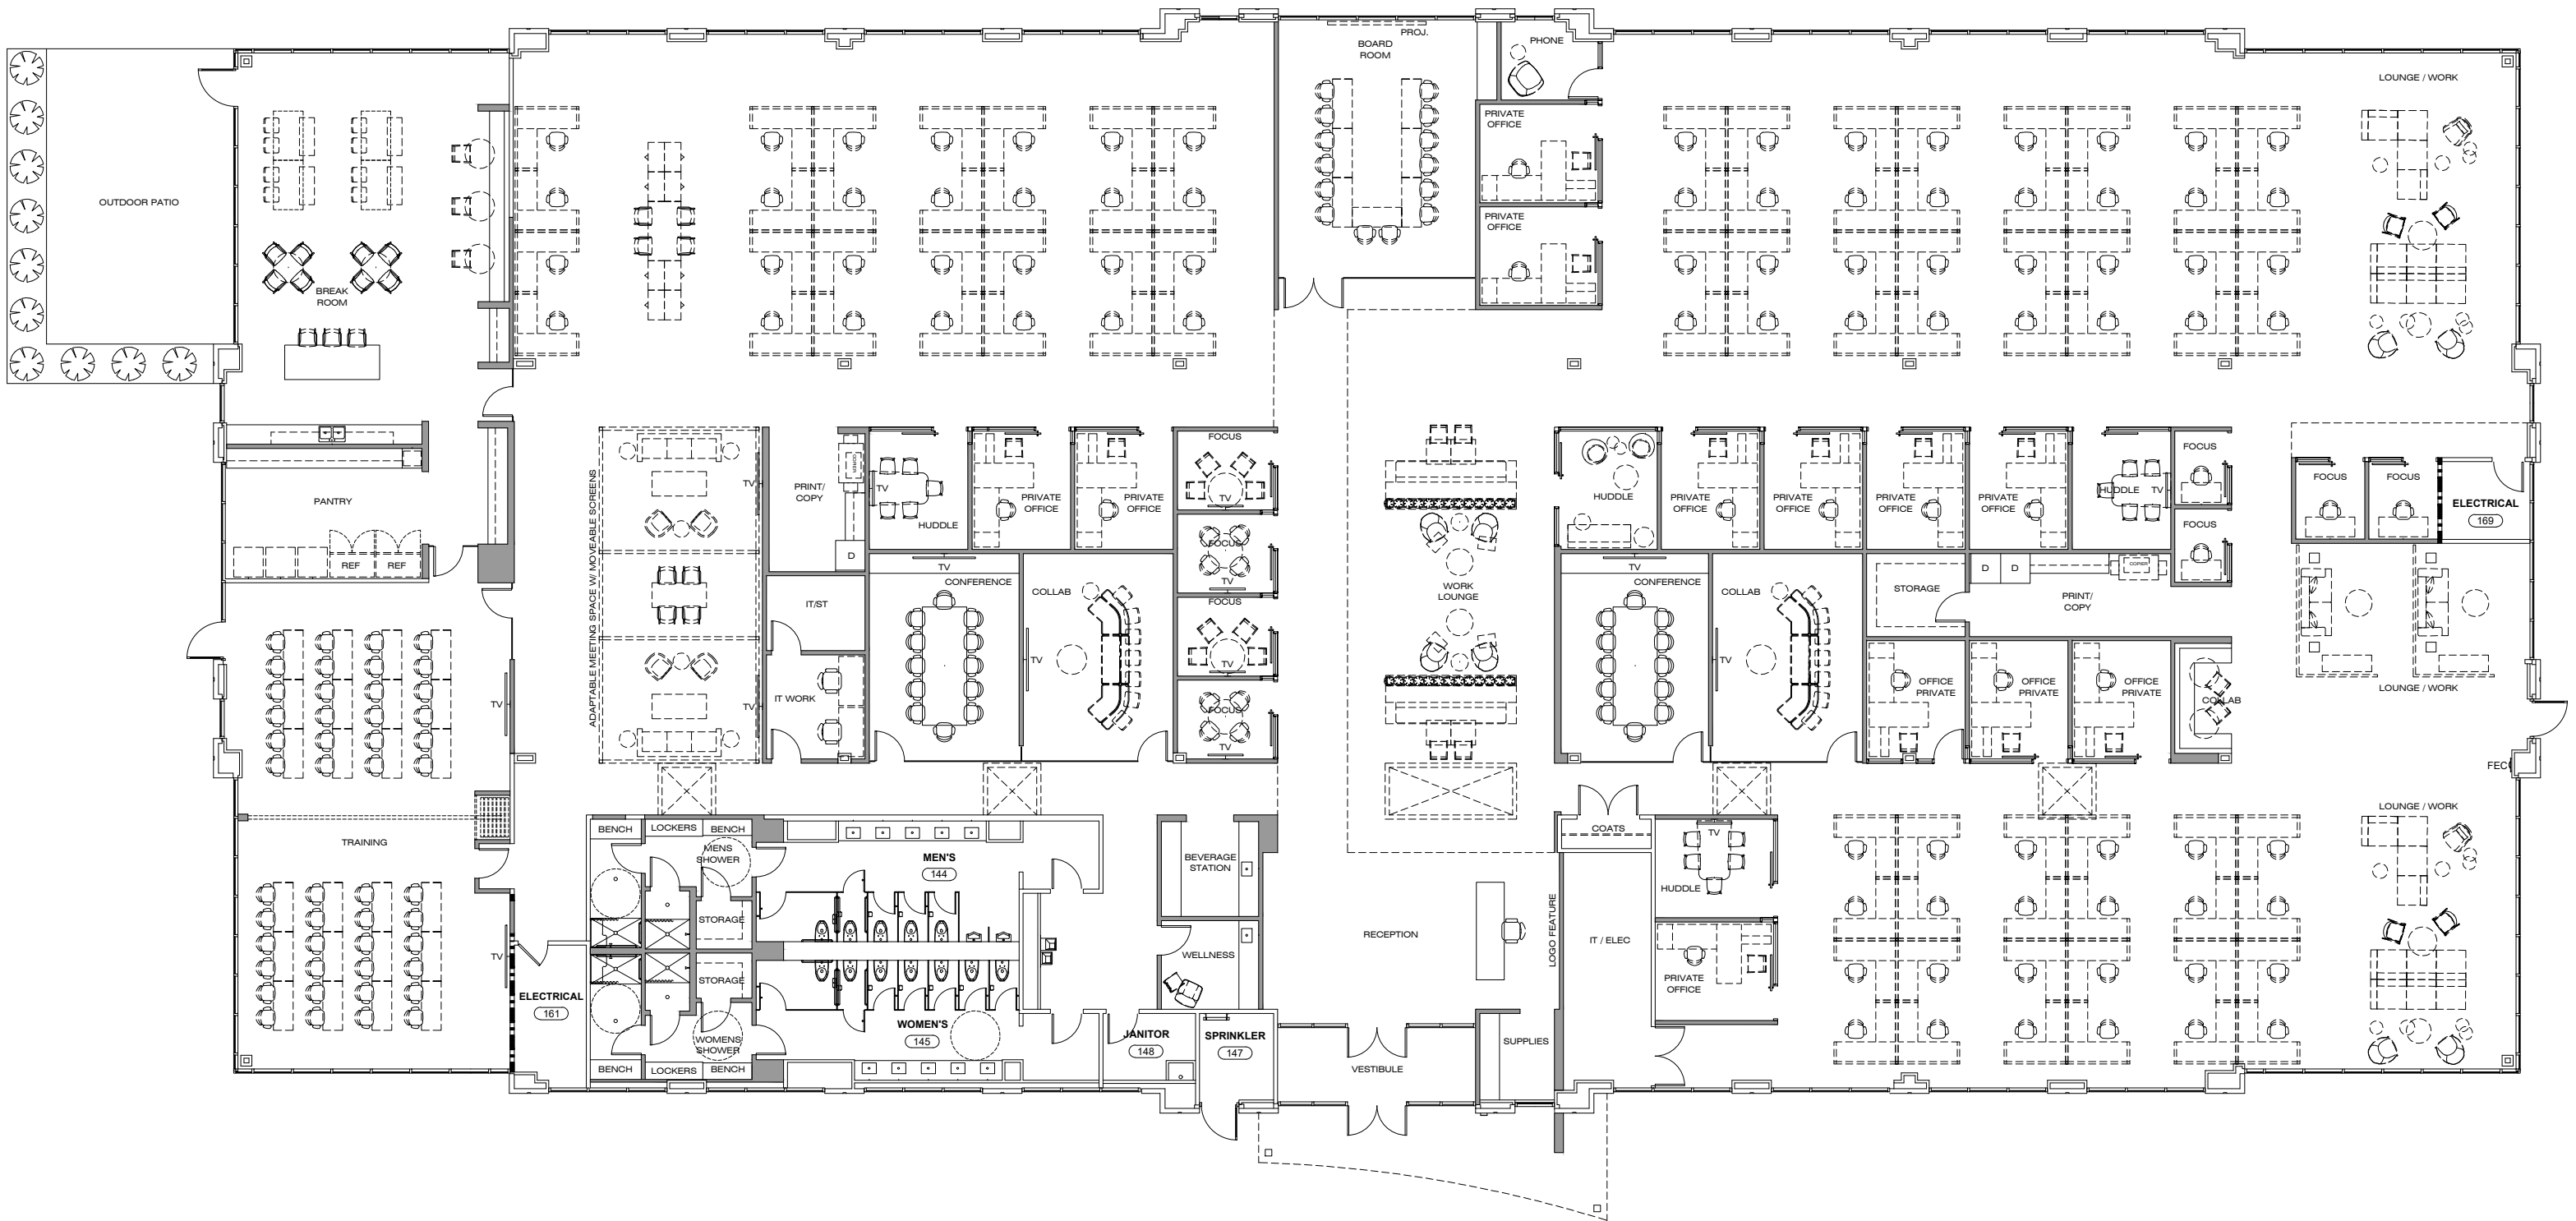 PROJ.
BOARD
ROOM
PHONE
LOUNGE / WORK
PRIVATE
OFFICE
OUTDOOR PATIO
PRIVATE
OFFICE
BREAK
ROOM
FOCUS
FOCUS
FOCUS
FOCUS
TV
PRINT/
COPY
COPIER
TV
HUDDLE
PRIVATE
OFFICE
PRIVATE
OFFICE
TV
HUDDLE
PRIVATE
OFFICE
PRIVATE
OFFICE
PRIVATE
OFFICE
PRIVATE
OFFICE
HUDDLE
TV
ELECTRICAL
169
PANTRY
ADAPTABLE MEETING SPACE W/ MOVEABLE SCREENS
FOCUS
FOCUS
REF
REF
D
TV
CONFERENCE
TV
TV
CONFERENCE
D
D
COPIER
IT/ST
COLLAB
FOCUS
WORK
LOUNGE
COLLAB
STORAGE
PRINT/
COPY
TV
TV
TV
OFFICE
PRIVATE
OFFICE
PRIVATE
OFFICE
PRIVATE
LOUNGE / WORK
TV
TV
IT WORK
FOCUS
TV
COLLAB
FEC
LOUNGE / WORK
TRAINING
BENCH
LOCKERS
BENCH
MENS
SHOWER
MEN'S
144
BEVERAGE
STATION
COATS
TV
HUDDLE
STORAGE
RECEPTION
LOGO FEATURE
IT / ELEC
TV
WELLNESS
STORAGE
PRIVATE
OFFICE
ELECTRICAL
161
WOMENS
SHOWER
WOMEN'S
145
JANITOR
148
SPRINKLER
147
SUPPLIES
VESTIBULE
BENCH
LOCKERS
BENCH